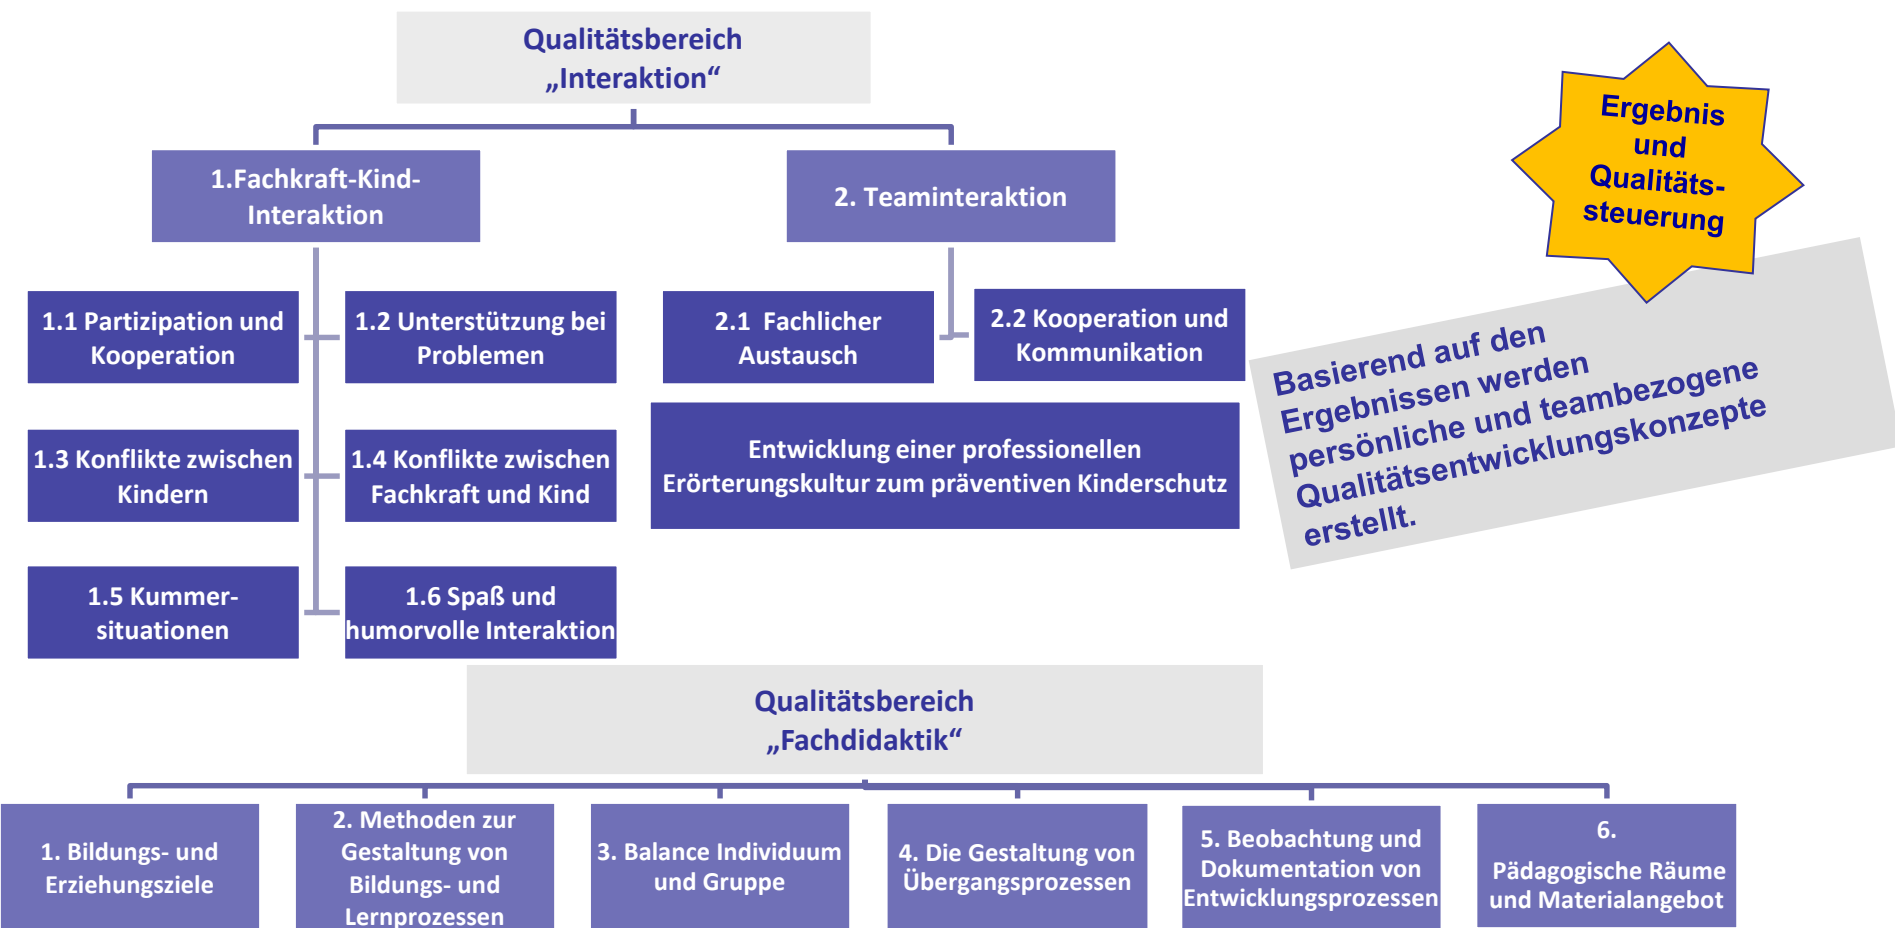 Qualitätsbereich
„Interaktion“
Ergebnis
und
Qualitäts-
steuerung
1.Fachkraft-Kind-
Interaktion
2. Teaminteraktion
1.1 Partizipation und
Kooperation
1.2 Unterstützung bei
Problemen
2.1 Fachlicher
Austausch
2.2 Kooperation und
Kommunikation
Basierend auf den
Ergebnissen werden
persönliche und teambezogene
Qualitätsentwicklungskonzepte
erstellt.
1.3 Konflikte zwischen
Kindern
1.4 Konflikte zwischen
Fachkraft und Kind
Entwicklung einer professionellen
Erörterungskultur zum präventiven Kinderschutz
1.5 Kummer-
situationen
1.6 Spaß und
humorvolle Interaktion
Qualitätsbereich
„Fachdidaktik“
1. Bildungs- und
Erziehungsziele
2. Methoden zur
Gestaltung von
Bildungs- und
Lernprozessen
3. Balance Individuum
und Gruppe
4. Die Gestaltung von
Übergangsprozessen
5. Beobachtung und
Dokumentation von
Entwicklungsprozessen
6.
Pädagogische Räume
und Materialangebot